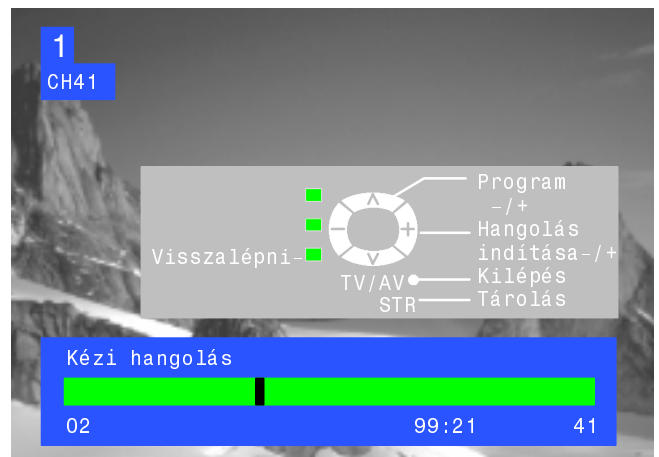 1
CH41
Program
-/+
Hangolás
indítása-/+
Visszalépni-
TV/AV Kilépés
STR Tárolás
Kézi hangolás
02 99:21 41